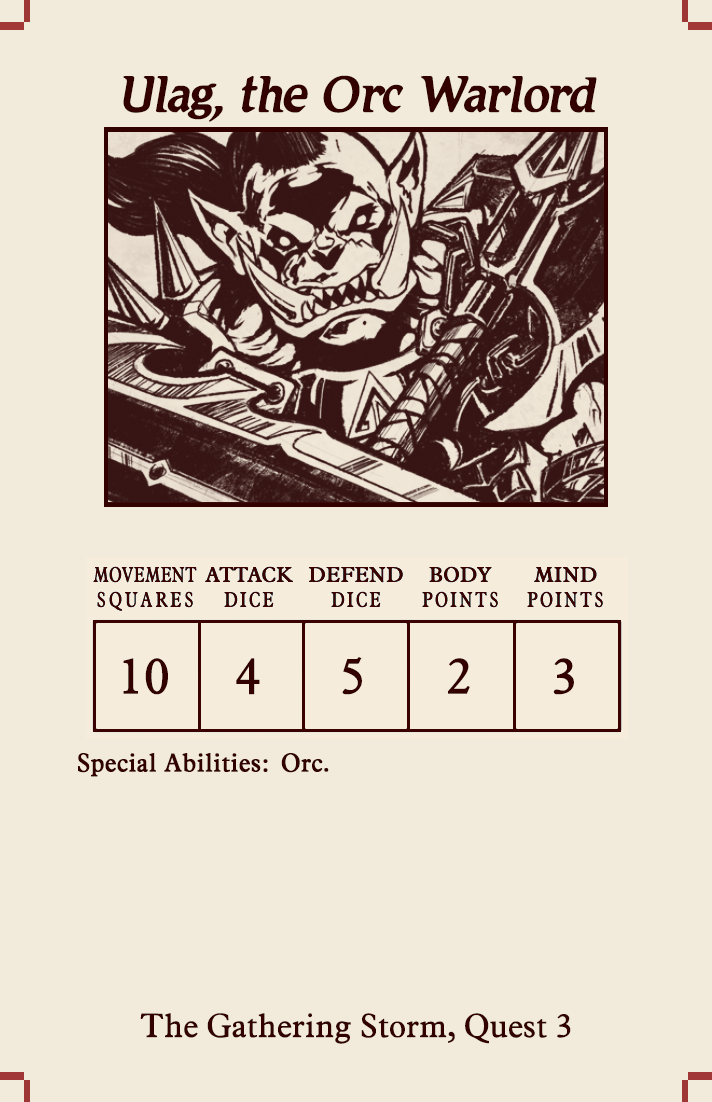 Ulag, the Orc Warlord
MOVEMENT ATTACK DEFEND BODY MIND
SQUARES DICE DICE POINTS POINTS
10 4 5 2 3
Special Abilities: Orc.
The Gathering Storm, Quest 3